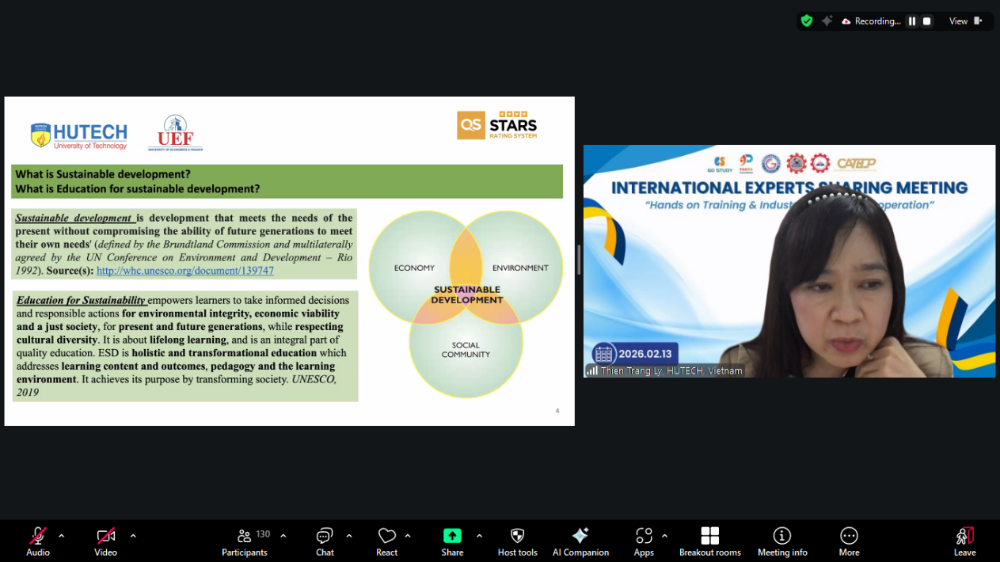 Recording...
View
HUTECH
University of Technology
UEF
UNIVERSITY OF ECONOMICS & FINANCE
QS STARS
RATING SYSTEM
What is Sustainable development?
What is Education for sustainable development?
Sustainable development is development that meets the needs of the
present without compromising the ability of future generations to meet
their own needs' (defined by the Brundtland Commission and multilaterally
agreed by the UN Conference on Environment and Development – Rio
1992). Source(s): http://whc.unesco.org/document/139747
Education for Sustainability empowers learners to take informed decisions
and responsible actions for environmental integrity, economic viability
and a just society, for present and future generations, while respecting
cultural diversity. It is about lifelong learning, and is an integral part of
quality education. ESD is holistic and transformational education which
addresses learning content and outcomes, pedagogy and the learning
environment. It achieves its purpose by transforming society. UNESCO,
2019
ECONOMY
ENVIRONMENT
SUSTAINABLE
DEVELOPMENT
SOCIAL
COMMUNITY
4
GD STUDY
CATEDP
INTERNATIONAL EXPERTS SHARING MEETING
“Hands on Training & Indust operation”
2026.02.13
Thien Trang Ly, HUTECH, Vietnam
Audio
Video
130
Participants
Chat
React
Share
Host tools
AI Companion
Apps
Breakout rooms
Meeting info
More
Leave